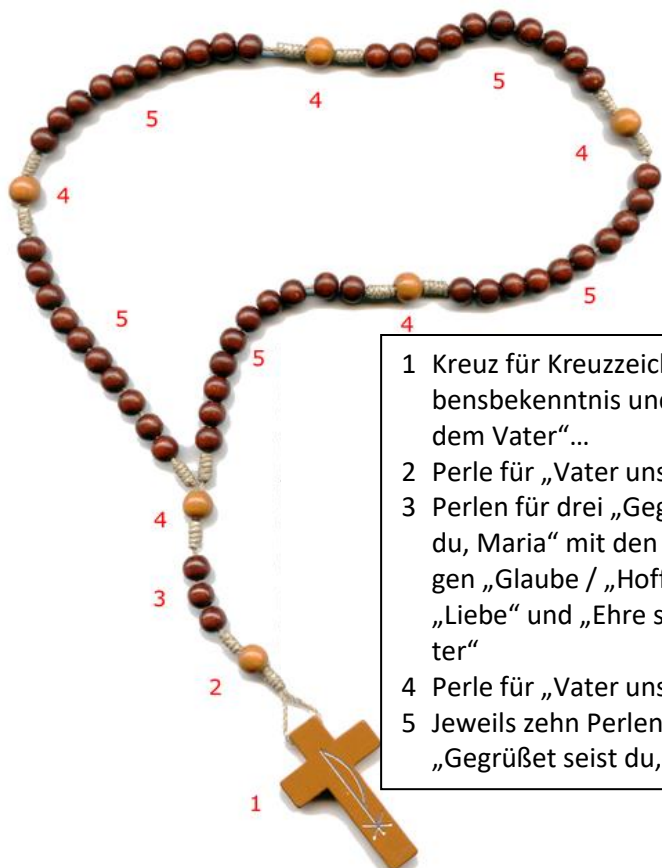 5
4
5
4
4
5
5
4
5
1 Kreuz für Kreuzzeich
bensbekenntnis und
dem Vater“…
2 Perle für „Vater uns
3 Perlen für drei „Geg
du, Maria“ mit den
gen „Glaube / „Hoff
„Liebe“ und „Ehre s
ter“
4 Perle für „Vater uns
5 Jeweils zehn Perlen
„Gegrüßet seist du,
4
3
2
1